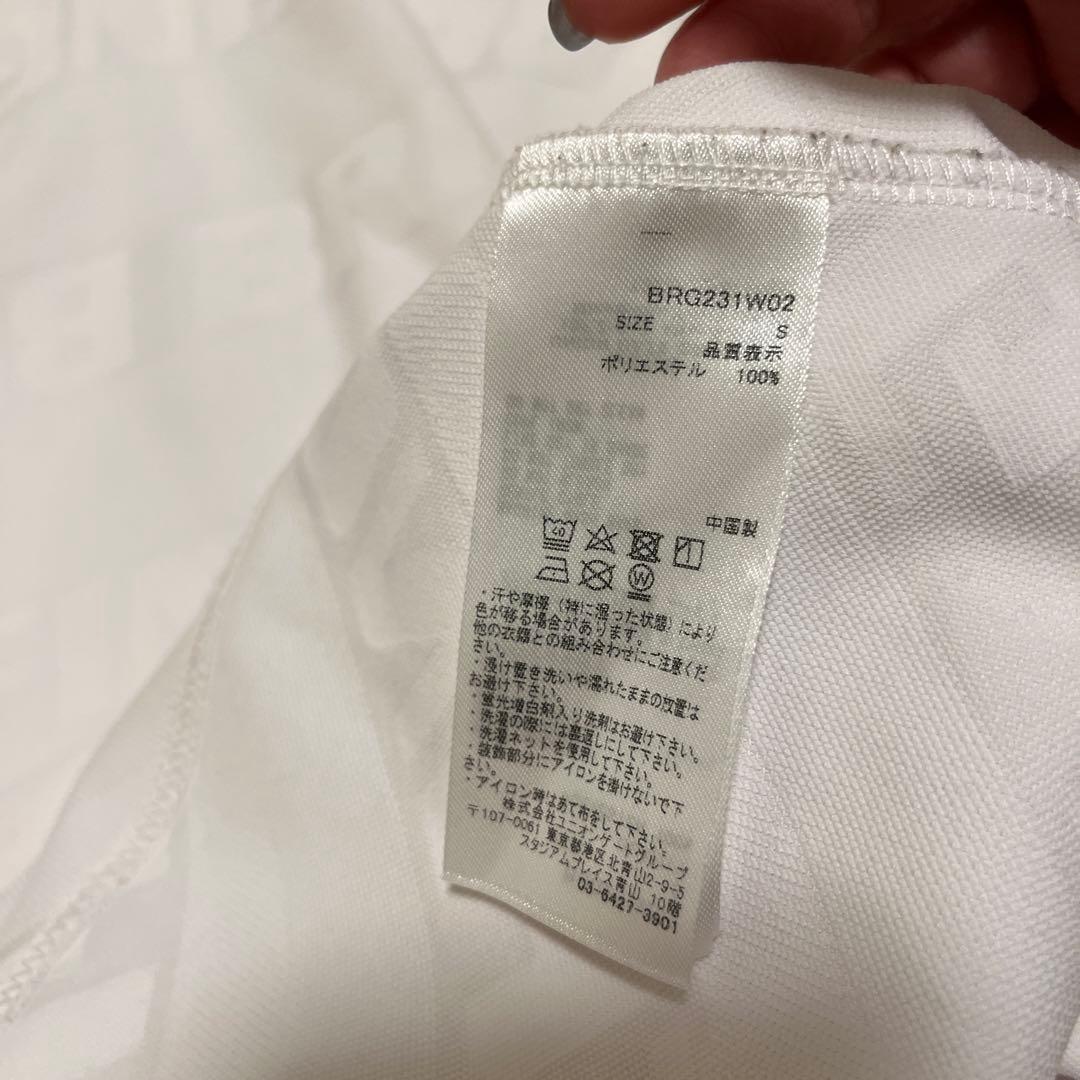 BRG231W02
SIZE S
品質表示
ポリエステル 100%
中国製
40
W
・汗や摩擦(特に湿った状態)により
色が移る場合があります。
他の衣類との組み合わせにご注意くだ
さい。
・浸け置き洗いや濡れたままの放置は
お避け下さい。
・蛍光増白剤入り洗剤はお避け下さい。
・洗濯の際には裏返しにして下さい。
・洗濯ネットを使用して下さい。
・装飾部分にアイロンを掛けないで下
さい。
・アイロン時はあて布をして下さい。
株式会社ユニオンゲートグループ
〒107-0061 東京都港区北青山2-9-5
スタジアムプレイス青山 10階
03-6427-3901